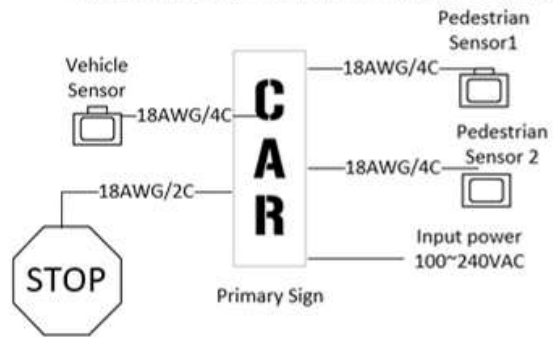 Pedestrian
Sensor1
Vehicle
Sensor
18AWG/4C
18AWG/4C
C
A
R
Pedestrian
Sensor 2
18AWG/4C
18AWG/2C
STOP
Input power
100~240VAC
Primary Sign